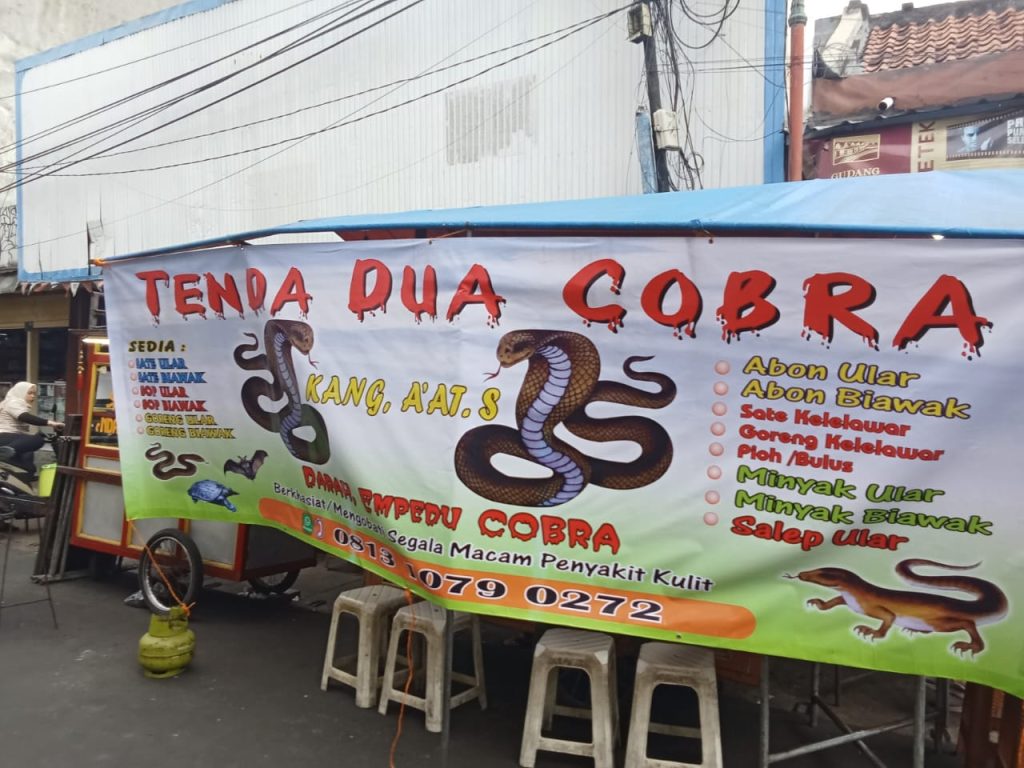 TENDA DUA COBRA
SEDIA :
SATE ULAR
SATE BIAWAK
SOP ULAR
SOP BIAWAK
GORENG ULAR
GORENG BIAWAK
KANG, A'AT. S
DARAH, EMPEDU COBRA
Berkhasiat/Mengobati Segala Macam Penyakit Kulit
0813 1079 0272
Abon Ular
Abon Biawak
Sate Kelelawar
Goreng Kelelawar
Pioh /Bulus
Minyak Ular
Minyak Biawak
Salep Ular
GUDANG